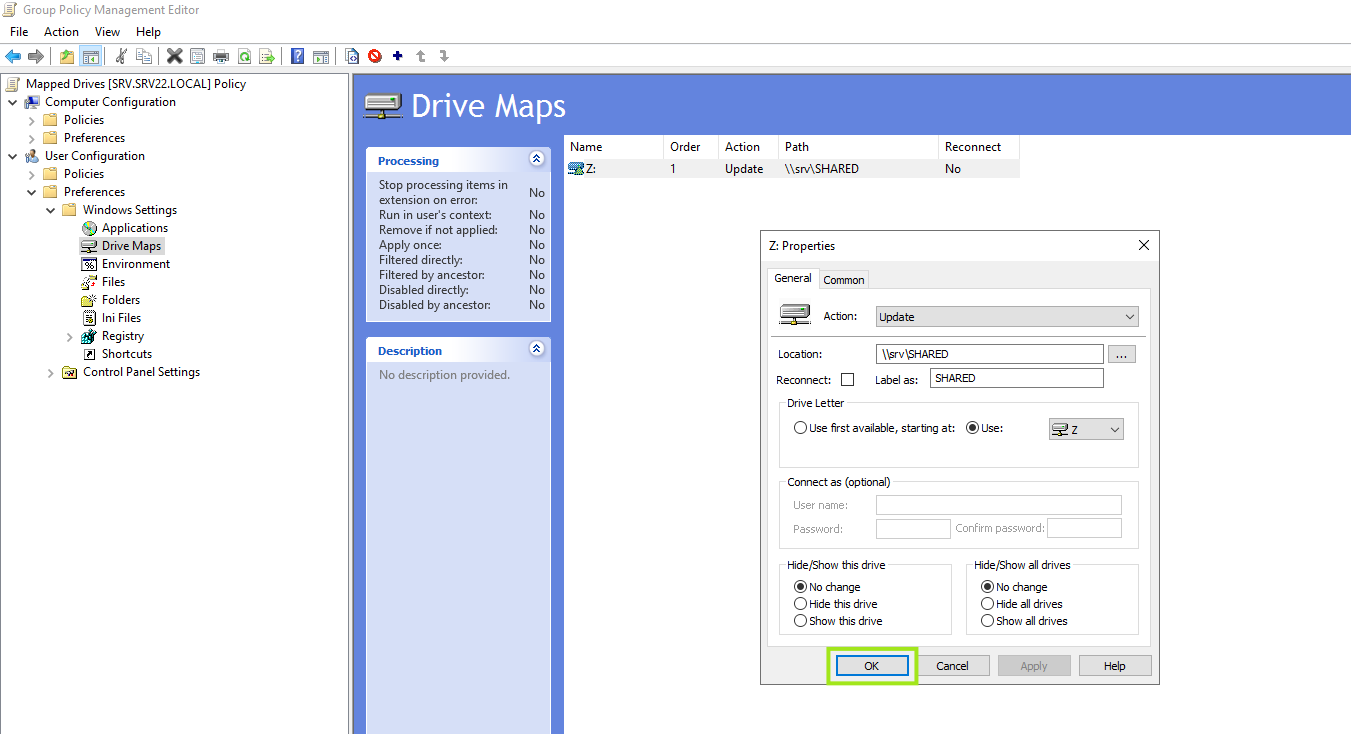 Group Policy Management Editor
File Action View Help
Mapped Drives [SRV.SRV22.LOCAL] Policy
Computer Configuration
Policies
Preferences
User Configuration
Policies
Preferences
Windows Settings
Applications
Drive Maps
Environment
Files
Folders
Ini Files
Registry
Shortcuts
Control Panel Settings
Drive Maps
Processing
Stop processing items in
extension on error: No
Run in user's context: No
Remove if not applied: No
Apply once: No
Filtered directly: No
Filtered by ancestor: No
Disabled directly: No
Disabled by ancestor: No
Description
No description provided.
Name Order Action Path Reconnect
Z: 1 Update \\srv\SHARED No
Z: Properties
General Common
Action: Update
Location: \\srv\SHARED ...
Reconnect: Label as: SHARED
Drive Letter
Use first available, starting at: Use: Z
Connect as (optional)
User name:
Password: Confirm password:
Hide/Show this drive
No change
Hide this drive
Show this drive
Hide/Show all drives
No change
Hide all drives
Show all drives
OK Cancel Apply Help